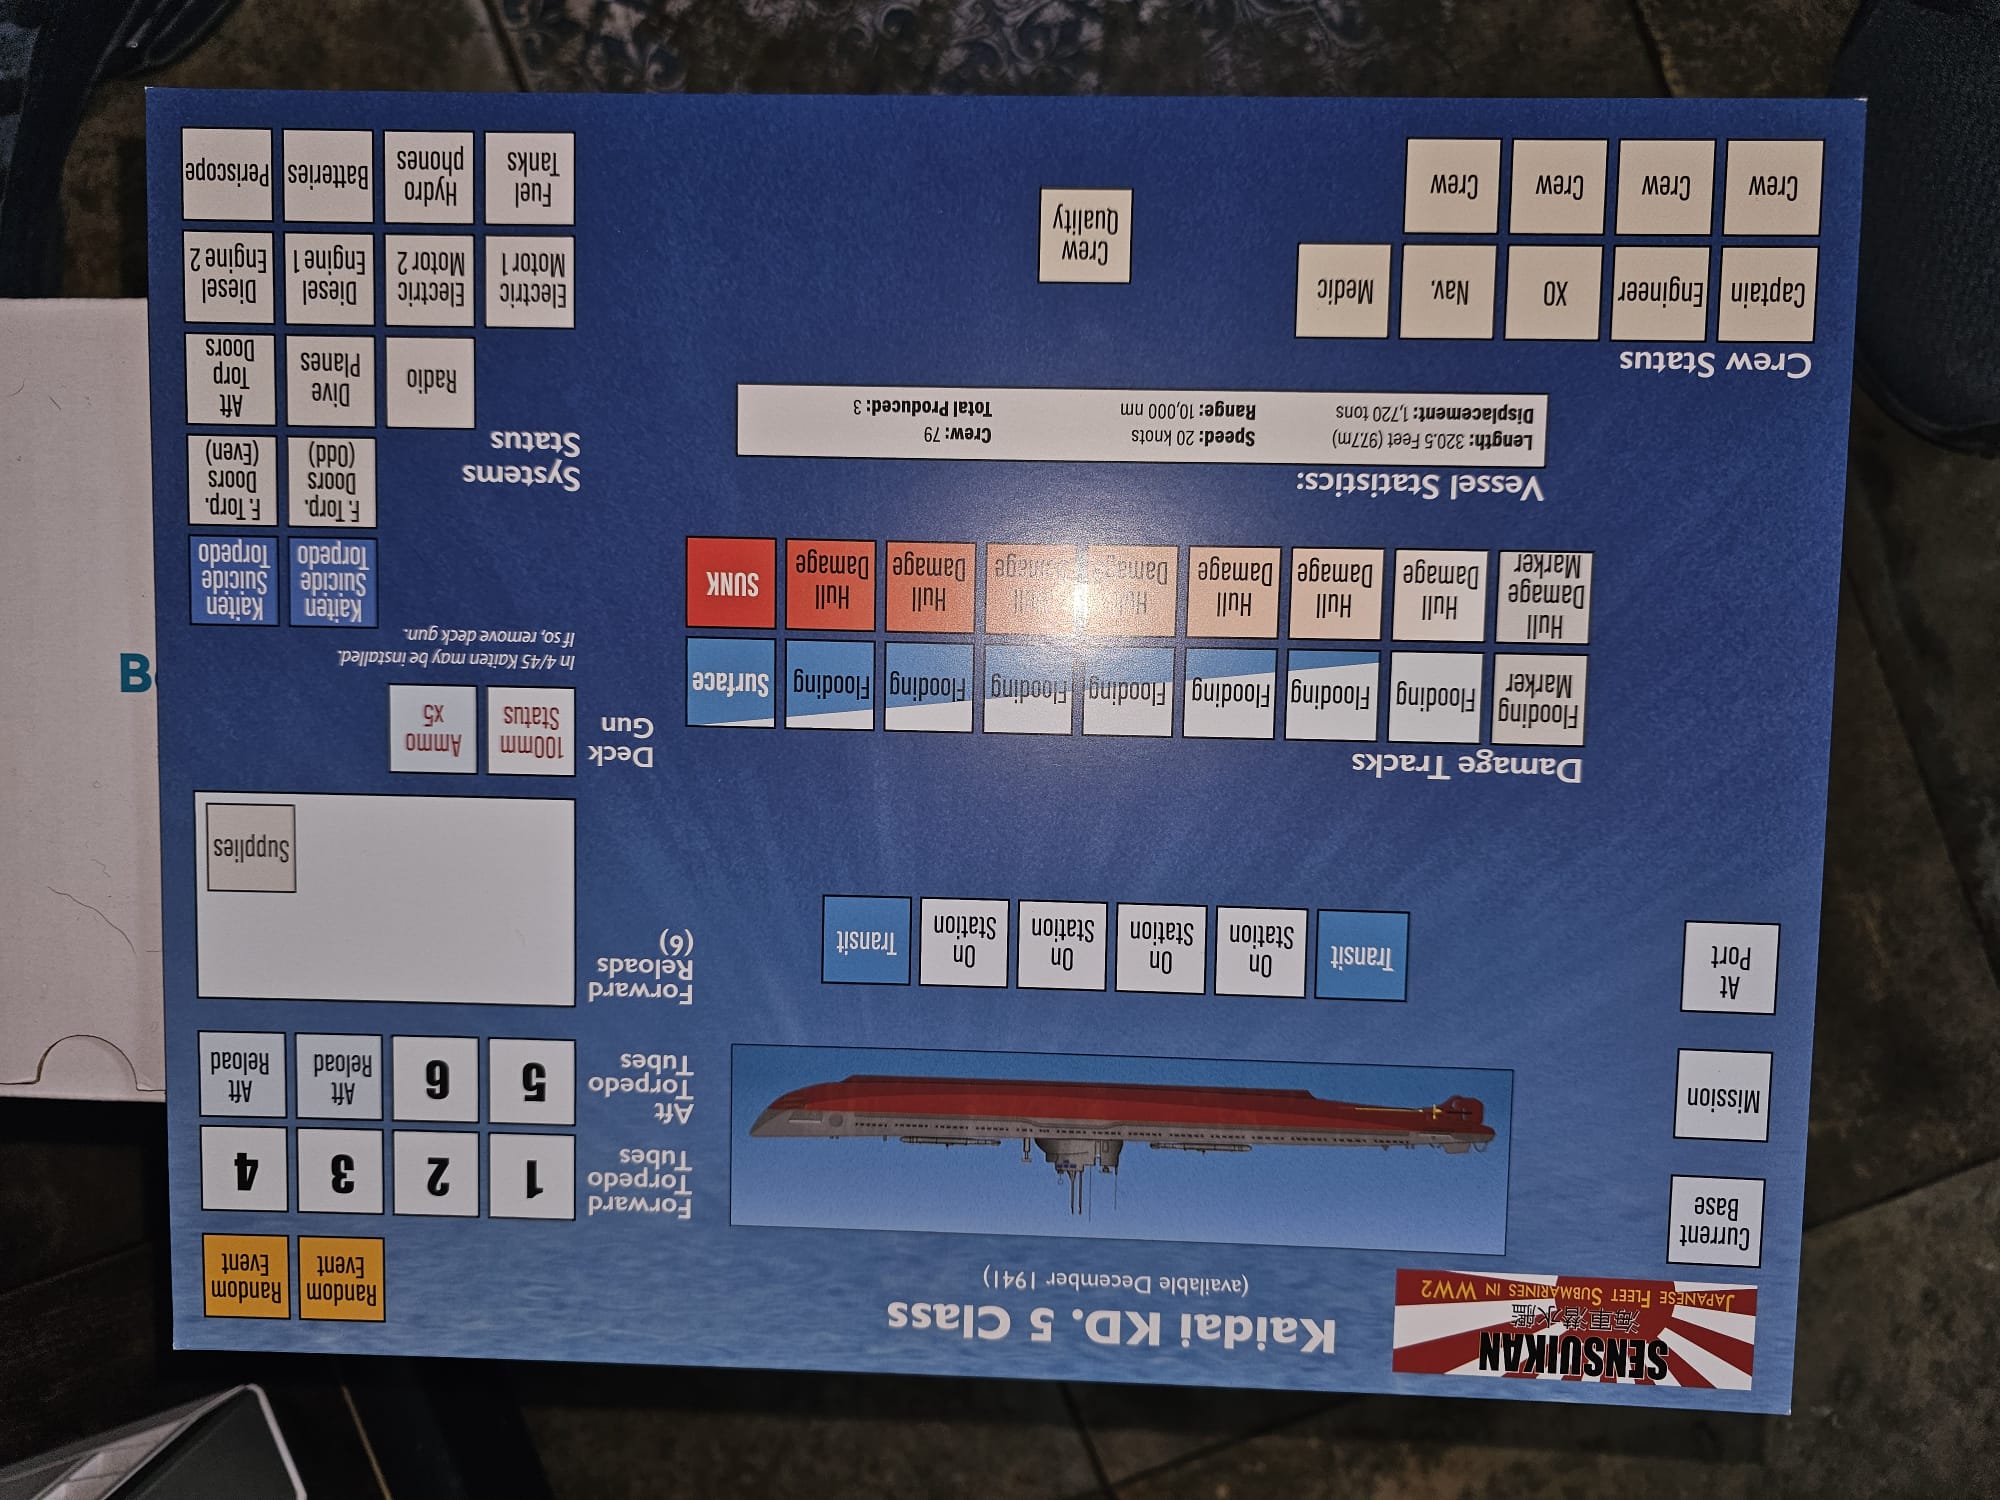 SENSUIKAN
海軍潜水艦
JAPANESE FLEET SUBMARINES IN WW2
Kaidai KD. 5 Class
(available December 1941)
Random
Event
Random
Event
Current
Base
Mission
At
Port
Forward
Torpedo
Tubes
1
2
3
4
Aft
Torpedo
Tubes
5
6
Aft
Reload
Aft
Reload
Transit
On
Station
On
Station
On
Station
On
Station
Transit
Forward
Reloads
(6)
Supplies
Damage Tracks
Flooding
Marker
Flooding
Flooding
Flooding
Flooding
Flooding
Flooding
Flooding
Surface
Hull
Damage
Marker
Hull
Damage
Hull
Damage
Hull
Damage
Hull
Damage
Hull
Damage
Hull
Damage
Hull
Damage
SUNK
Deck
Gun
100mm
Status
Ammo
x5
In 4/45 Kaiten may be installed.
If so, remove deck gun.
Kaiten
Suicide
Torpedo
Kaiten
Suicide
Torpedo
Vessel Statistics:
Length: 320.5 Feet (97.7m)
Speed: 20 knots
Crew: 79
Displacement: 1,720 tons
Range: 10,000 nm
Total Produced: 3
Systems
Status
F. Torp.
Doors
(Odd)
F. Torp.
Doors
(Even)
Radio
Dive
Planes
Aft
Torp
Doors
Electric
Motor 1
Electric
Motor 2
Diesel
Engine 1
Diesel
Engine 2
Fuel
Tanks
Hydro
phones
Batteries
Periscope
Crew Status
Captain
Engineer
XO
Nav.
Medic
Crew
Crew
Crew
Crew
Crew
Quality